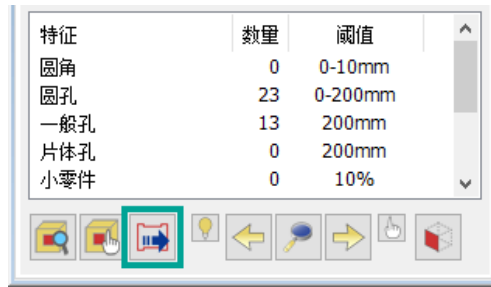 特征 数量 阈值
圆角 0 0-10mm
圆孔 23 0-200mm
一般孔 13 200mm
片体孔 0 200mm
小零件 0 10%